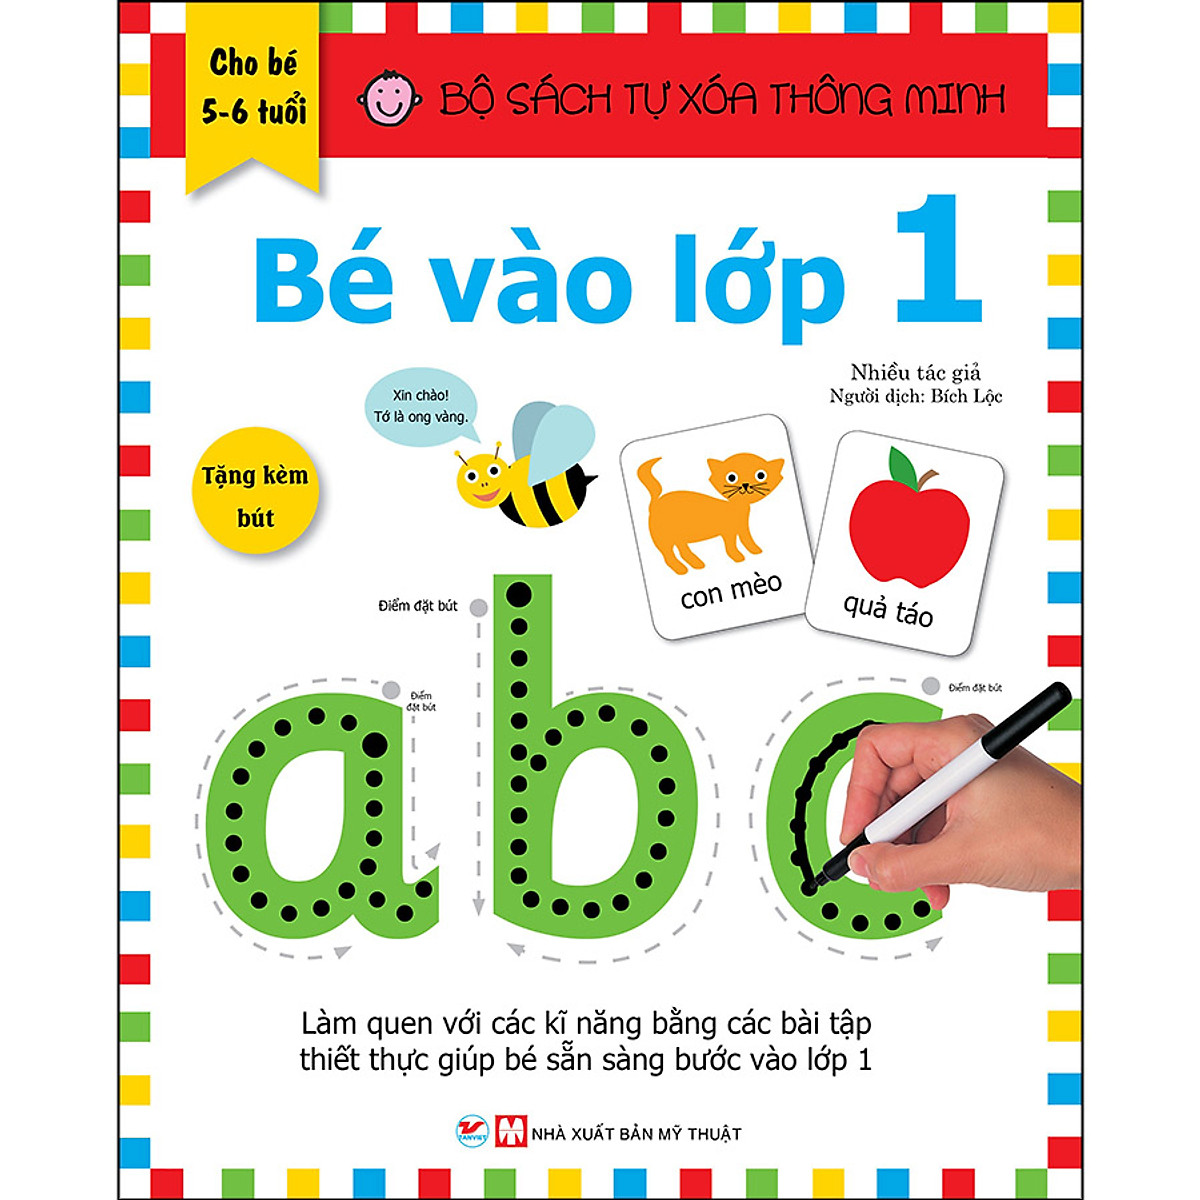 Cho bé
5-6 tuổi
BỘ SÁCH TỰ XÓA THÔNG MINH
Bé vào lớp 1
Nhiều tác giả
Người dịch: Bích Lộc
Xin chào!
Tớ là ong vàng.
Tặng kèm
bút
con mèo
quả táo
Điểm đặt bút
Điểm
đặt bút
Điểm đặt bút
abc
Làm quen với các kĩ năng bằng các bài tập
thiết thực giúp bé sẵn sàng bước vào lớp 1
TANVIET
NHÀ XUẤT BẢN MỸ THUẬT